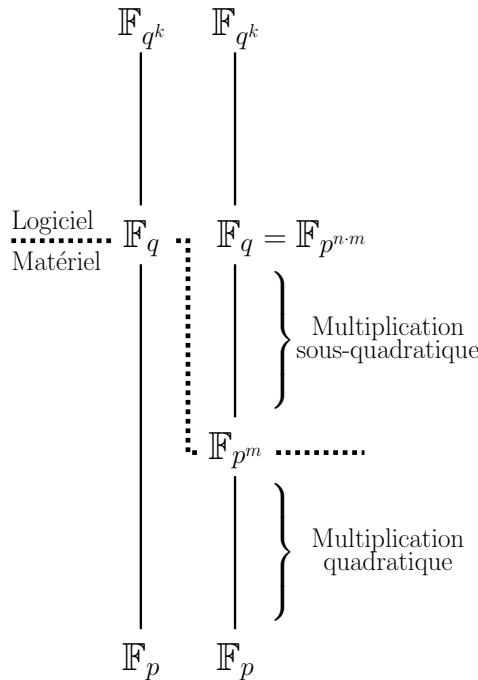 𝔽_{q^k} 𝔽_{q^k}
Logiciel
𝔽_q 𝔽_q = 𝔽_{p^{n·m}}
Matériel
Multiplication
sous-quadratique
𝔽_{p^m}
Multiplication
quadratique
𝔽_p 𝔽_p